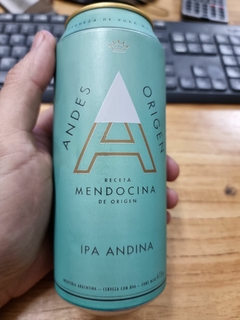 ANDES ORIGEN
RECETA
MENDOCINA
DE ORIGEN
IPA ANDINA